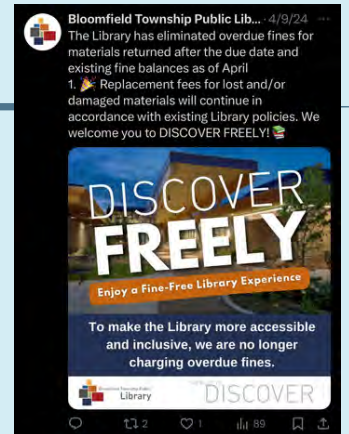 Bloomfield Township Public Lib... · 4/9/24 ...
The Library has eliminated overdue fines for
materials returned after the due date and
existing fine balances as of April
1. 🎉 Replacement fees for lost and/or
damaged materials will continue in
accordance with existing Library policies. We
welcome you to DISCOVER FREELY! 📚
DISCOVER
FREELY
Enjoy a Fine-Free Library Experience
To make the Library more accessible
and inclusive, we are no longer
charging overdue fines.
Bloomfield Township Public
Library
DISCOVER
2
1
89